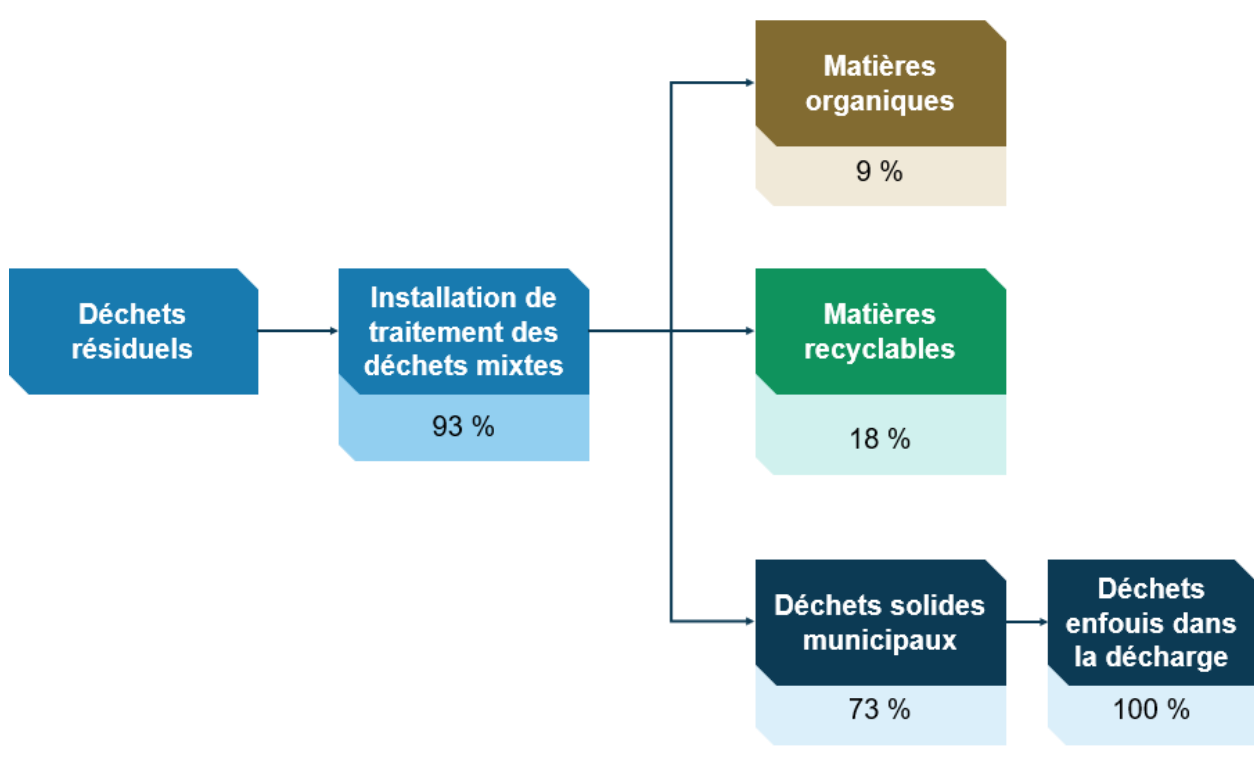 Matières
organiques
9 %
Déchets
résiduels
Installation de
traitement des
déchets mixtes
93 %
Matières
recyclables
18 %
Déchets solides
municipaux
73 %
Déchets
enfouis dans
la décharge
100 %